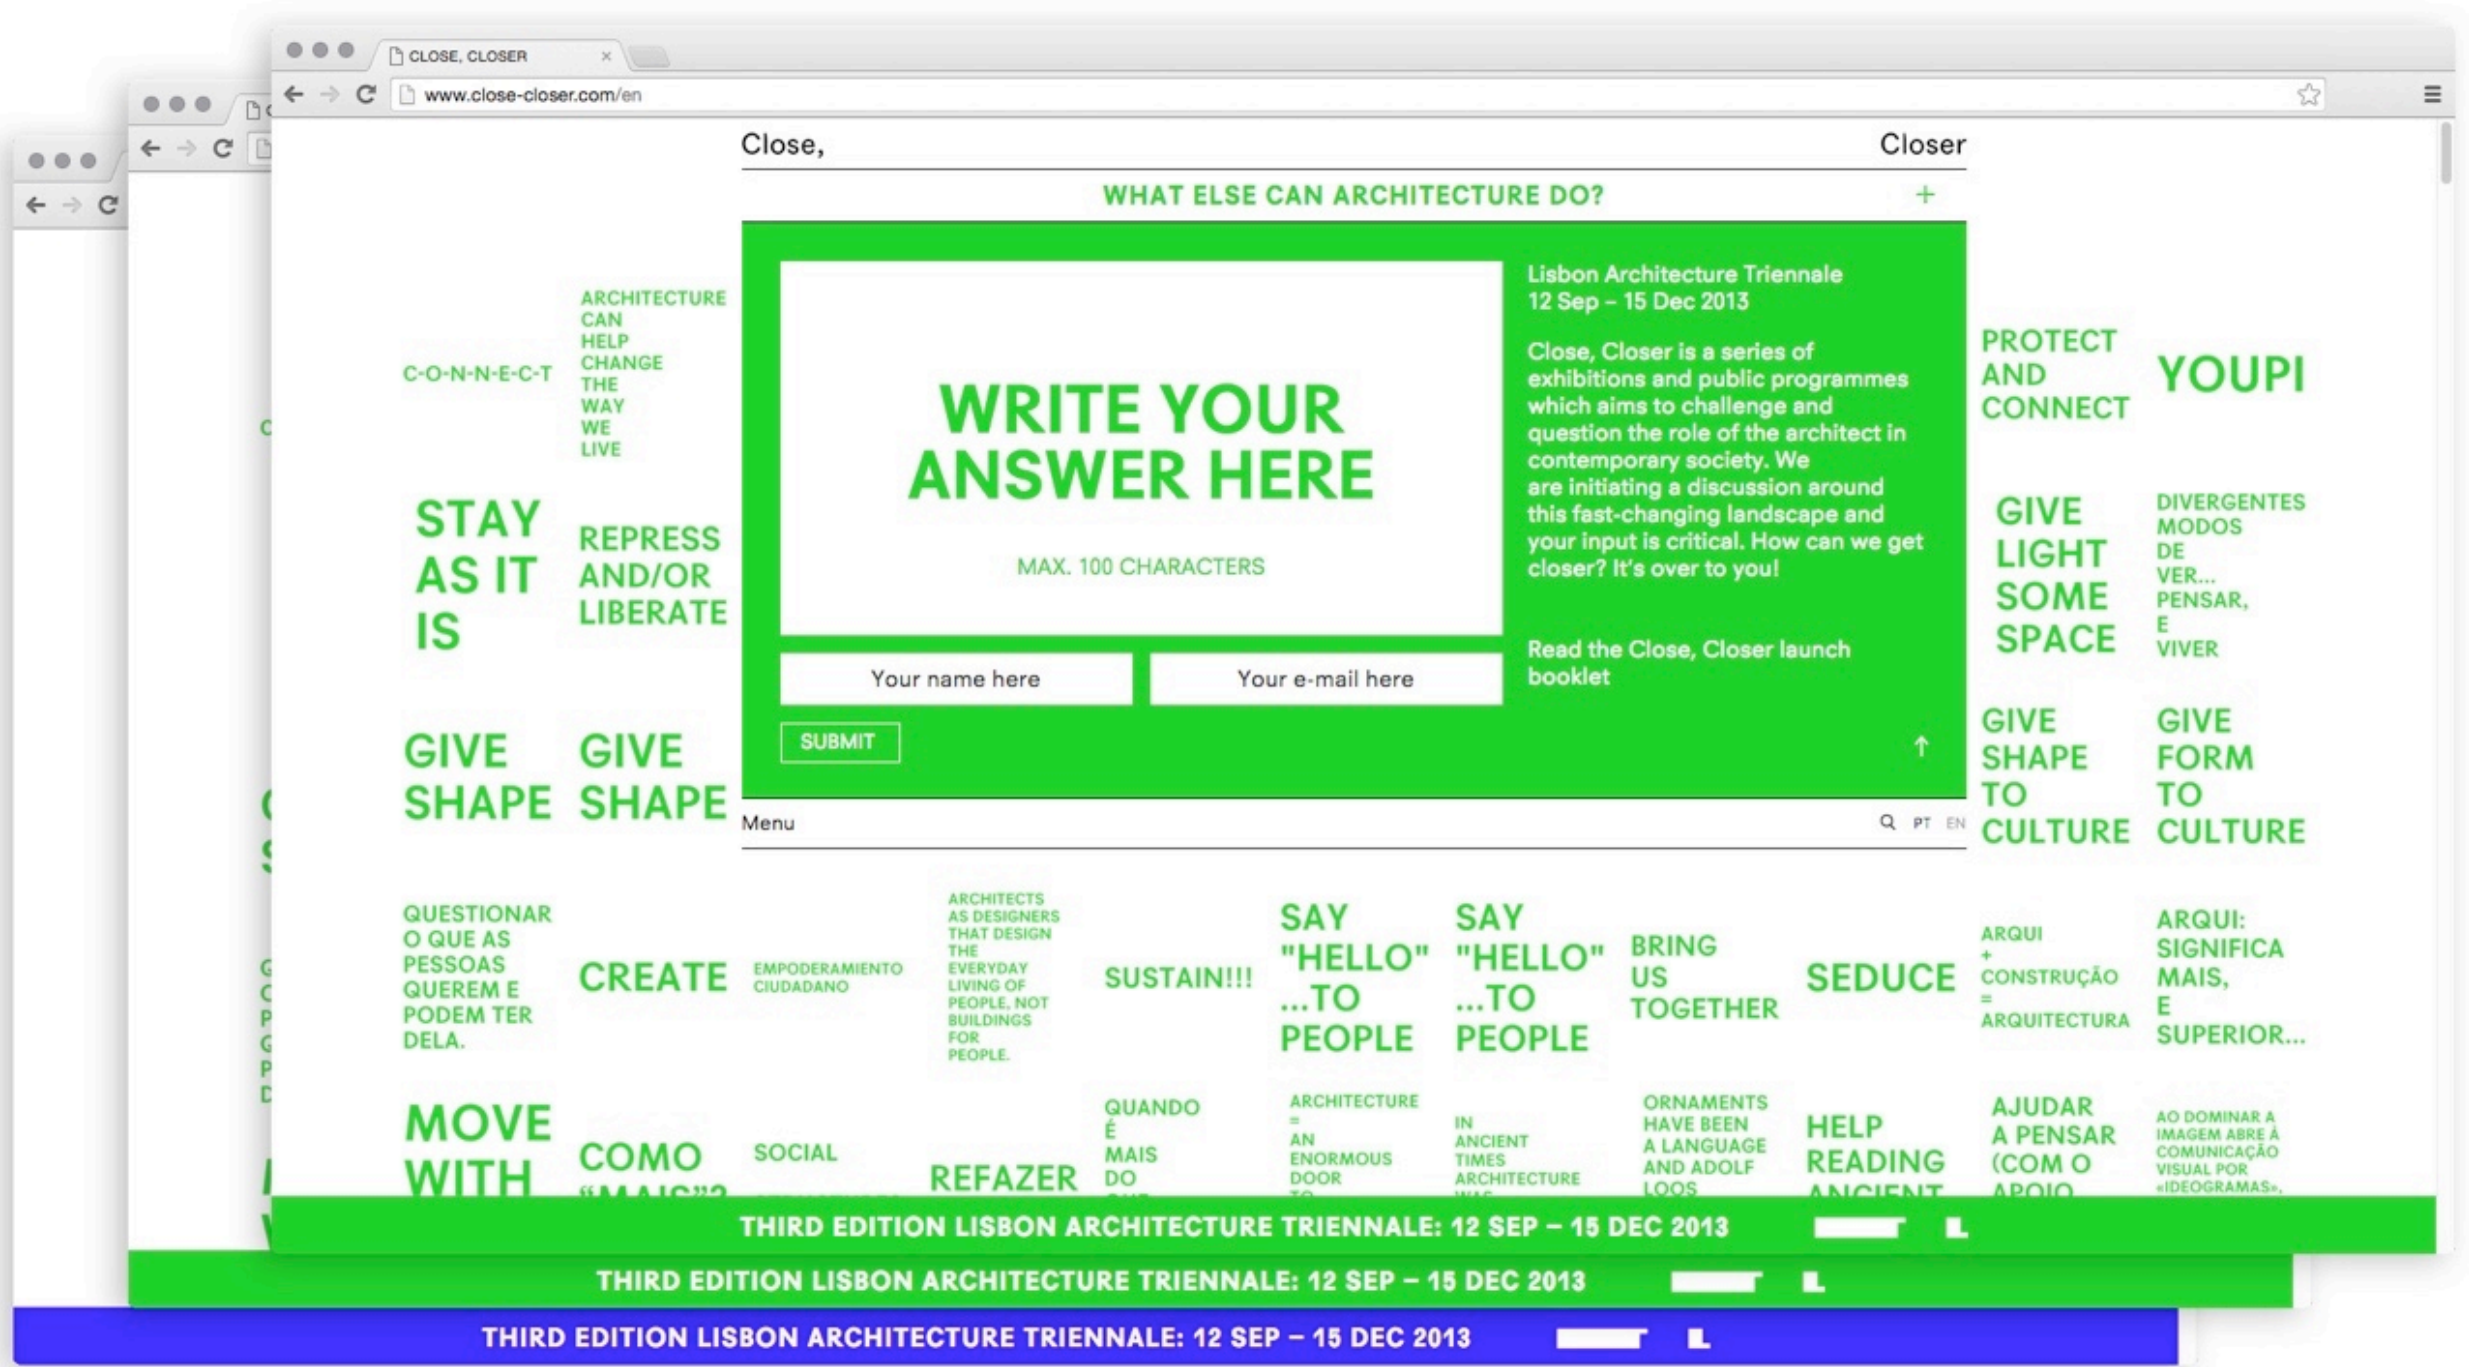 CLOSE, CLOSER
www.close-closer.com/en
Close,
Closer
WHAT ELSE CAN ARCHITECTURE DO?
+
WRITE YOUR
ANSWER HERE
MAX. 100 CHARACTERS
Your name here
Your e-mail here
SUBMIT
Lisbon Architecture Triennale
12 Sep – 15 Dec 2013
Close, Closer is a series of
exhibitions and public programmes
which aims to challenge and
question the role of the architect in
contemporary society. We
are initiating a discussion around
this fast-changing landscape and
your input is critical. How can we get
closer? It's over to you!
Read the Close, Closer launch
booklet
Menu
PT EN
C-O-N-N-E-C-T
ARCHITECTURE
CAN
HELP
CHANGE
THE
WAY
WE
LIVE
STAY
AS IT
IS
REPRESS
AND/OR
LIBERATE
GIVE
SHAPE
GIVE
SHAPE
PROTECT
AND
CONNECT
YOUPI
GIVE
LIGHT
SOME
SPACE
DIVERGENTES
MODOS
DE
VER...
PENSAR,
E
VIVER
GIVE
SHAPE
TO
CULTURE
GIVE
FORM
TO
CULTURE
QUESTIONAR
O QUE AS
PESSOAS
QUEREM E
PODEM TER
DELA.
CREATE
EMPODERAMIENTO
CIUDADANO
ARCHITECTS
AS DESIGNERS
THAT DESIGN
THE
EVERYDAY
LIVING OF
PEOPLE, NOT
BUILDINGS
FOR
PEOPLE.
SUSTAIN!!!
SAY
"HELLO"
...TO
PEOPLE
SAY
"HELLO"
...TO
PEOPLE
BRING
US
TOGETHER
SEDUCE
ARQUI
+
CONSTRUÇÃO
=
ARQUITECTURA
ARQUI:
SIGNIFICA
MAIS,
E
SUPERIOR...
MOVE
WITH
COMO
“MAIS”?
SOCIAL
REFAZER
QUANDO
É
MAIS
DO
ARCHITECTURE
=
AN
ENORMOUS
DOOR
TO
IN
ANCIENT
TIMES
ARCHITECTURE
WAS
ORNAMENTS
HAVE BEEN
A LANGUAGE
AND ADOLF
LOOS
HELP
READING
ANCIENT
AJUDAR
A PENSAR
(COM O
APOIO
AO DOMINAR A
IMAGEM ABRE À
COMUNICAÇÃO
VISUAL POR
«IDEOGRAMAS»,
THIRD EDITION LISBON ARCHITECTURE TRIENNALE: 12 SEP – 15 DEC 2013
THIRD EDITION LISBON ARCHITECTURE TRIENNALE: 12 SEP – 15 DEC 2013
THIRD EDITION LISBON ARCHITECTURE TRIENNALE: 12 SEP – 15 DEC 2013